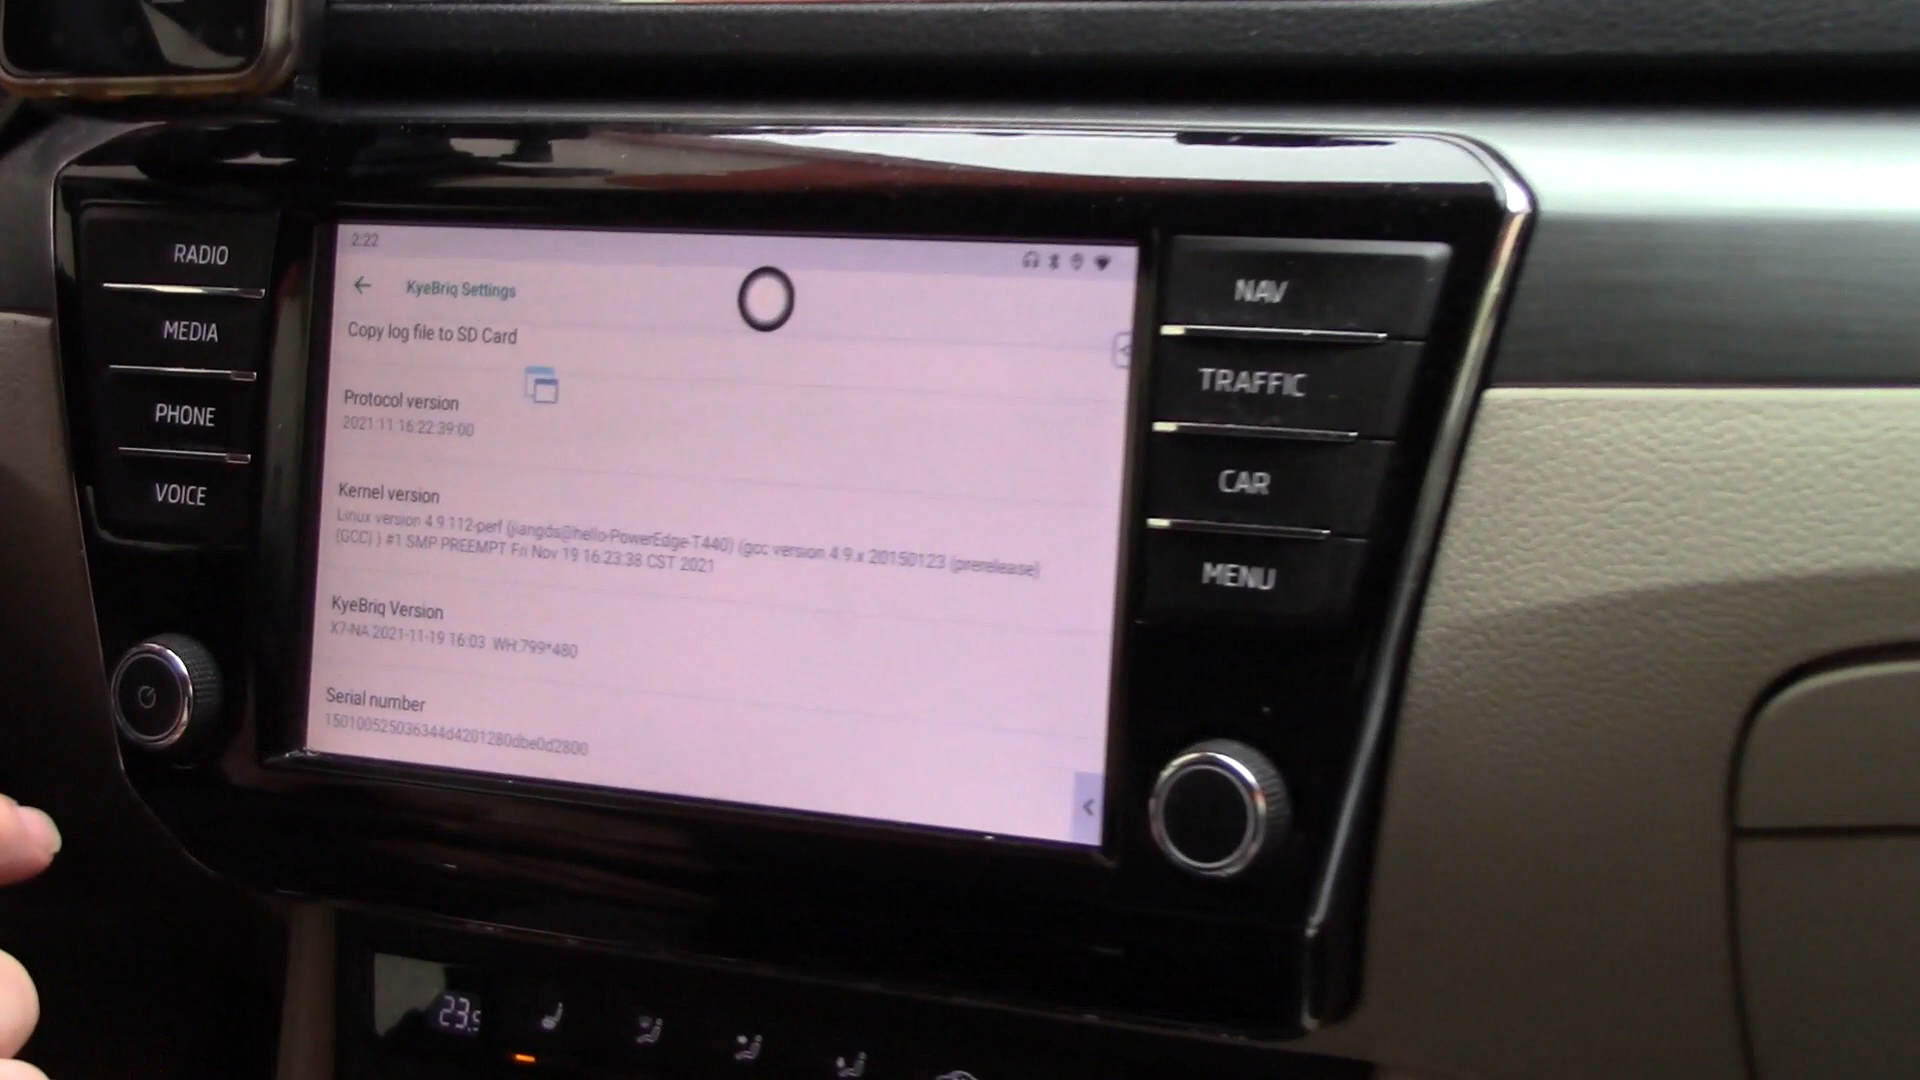 RADIO
MEDIA
PHONE
VOICE
2:22
KyeBriq Settings
Copy log file to SD Card
Protocol version
2021.11.16.22:39:00
Kernel version
Linux version 4.9.112-perf (jiangds@hello-PowerEdge-T440) (gcc version 4.9.x 20150123 (prerelease)
(GCC) ) #1 SMP PREEMPT Fri Nov 19 16:23:38 CST 2021
KyeBriq Version
X7-NA 2021-11-19 16:03 WH:799*480
Serial number
15010052503634​4d4201280dbe0d2800
NAV
TRAFFIC
CAR
MENU
23.5